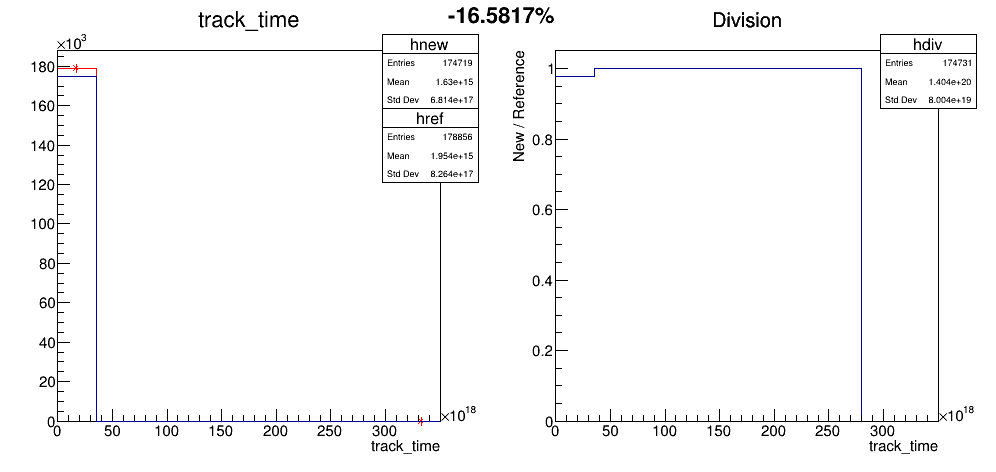 track_time
-16.5817%
Division
×10³
hnew
Entries 174719
Mean 1.63e+15
Std Dev 6.814e+17
href
Entries 178856
Mean 1.954e+15
Std Dev 8.264e+17
180
160
140
120
100
80
60
40
20
0
0 50 100 150 200 250 300
×10¹⁸
track_time
New / Reference
hdiv
Entries 174731
Mean 1.404e+20
Std Dev 8.004e+19
1
0.8
0.6
0.4
0.2
0
0 50 100 150 200 250 300
×10¹⁸
track_time